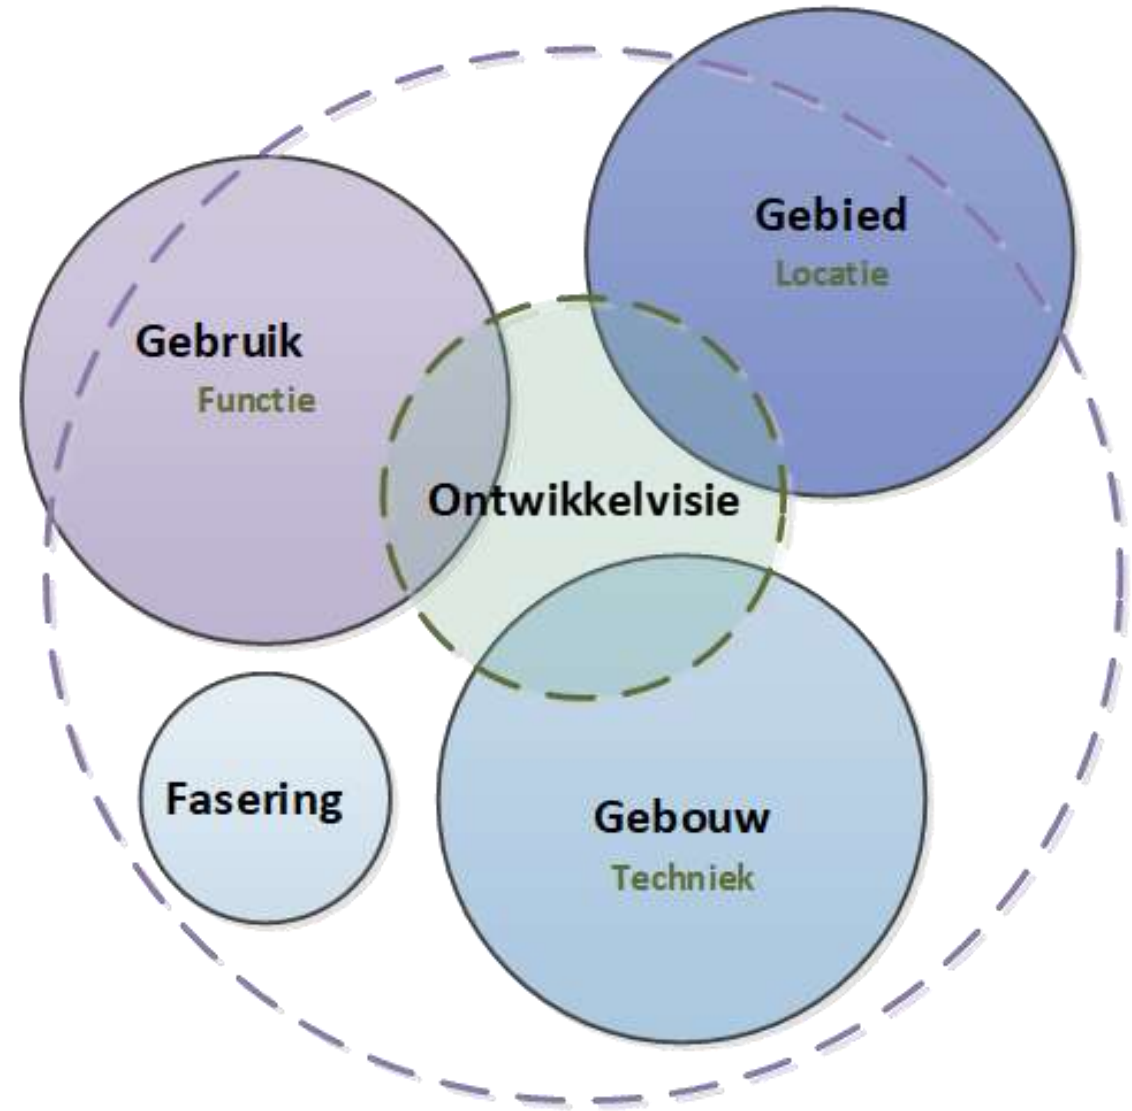 Gebied
Locatie
Gebruik
Functie
Ontwikkelvisie
Fasering
Gebouw
Techniek